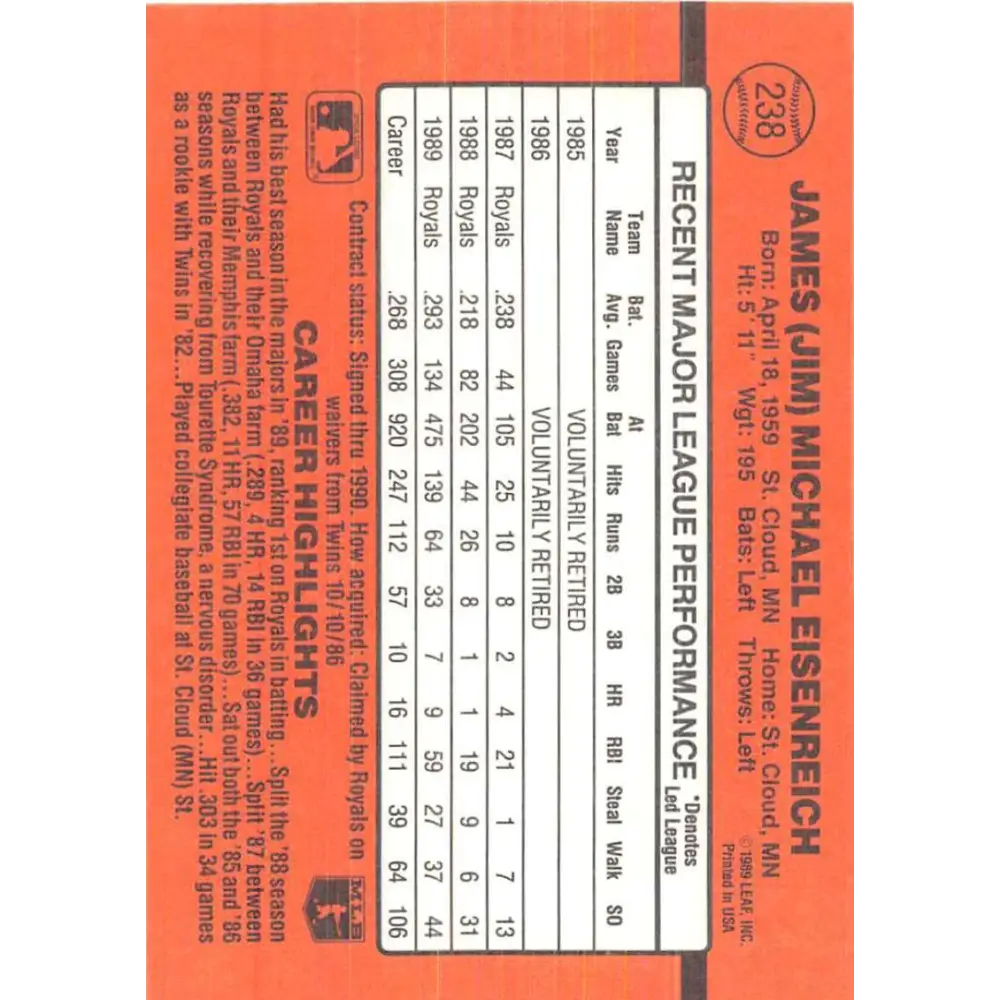 238
JAMES (JIM) MICHAEL EISENREICH
Born: April 18, 1959 St. Cloud, MN Home: St. Cloud, MN
Ht: 5' 11" Wgt: 195 Bats: Left Throws: Left
© 1989 LEAF, INC.
Printed in USA
RECENT MAJOR LEAGUE PERFORMANCE *Denotes Led League
Year Team Name Bat. Avg. Games At Bat Hits Runs 2B 3B HR RBI Steal Walk SO
1985 VOLUNTARILY RETIRED
1986 VOLUNTARILY RETIRED
1987 Royals .238 44 105 25 10 8 2 4 21 1 7 13
1988 Royals .218 82 202 44 26 8 1 1 19 9 6 31
1989 Royals .293 134 475 139 64 33 7 9 59 27 37 44
Career .268 308 920 247 112 57 10 16 111 39 64 106
Contract status: Signed thru 1990. How acquired: Claimed by Royals on
waivers from Twins 10/10/86
MLB
CAREER HIGHLIGHTS
Had his best season in the majors in '89, ranking 1st on Royals in batting...Split the '88 season
between Royals and their Omaha farm (.289, 4 HR, 14 RBI in 36 games)...Split '87 between
Royals and their Memphis farm (.382, 11 HR, 57 RBI in 70 games)...Sat out both the '85 and '86
seasons while recovering from Tourette Syndrome, a nervous disorder...Hit .303 in 34 games
as a rookie with Twins in '82...Played collegiate baseball at St. Cloud (MN) St.